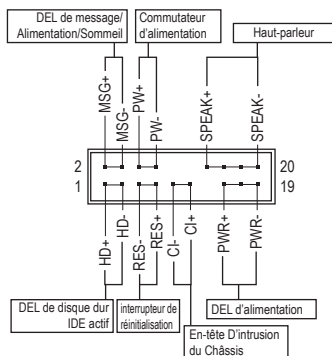 DEL de message/
Alimentation/Sommeil
Commutateur
d'alimentation
Haut-parleur
MSG+
MSG-
PW+
PW-
SPEAK+
SPEAK-
2
20
1
19
HD+
HD-
RES-
RES+
CI-
CI+
PWR+
PWR-
DEL de disque dur
IDE actif
interrupteur de
réinitialisation
DEL d'alimentation
En-tête D'intrusion
du Châssis